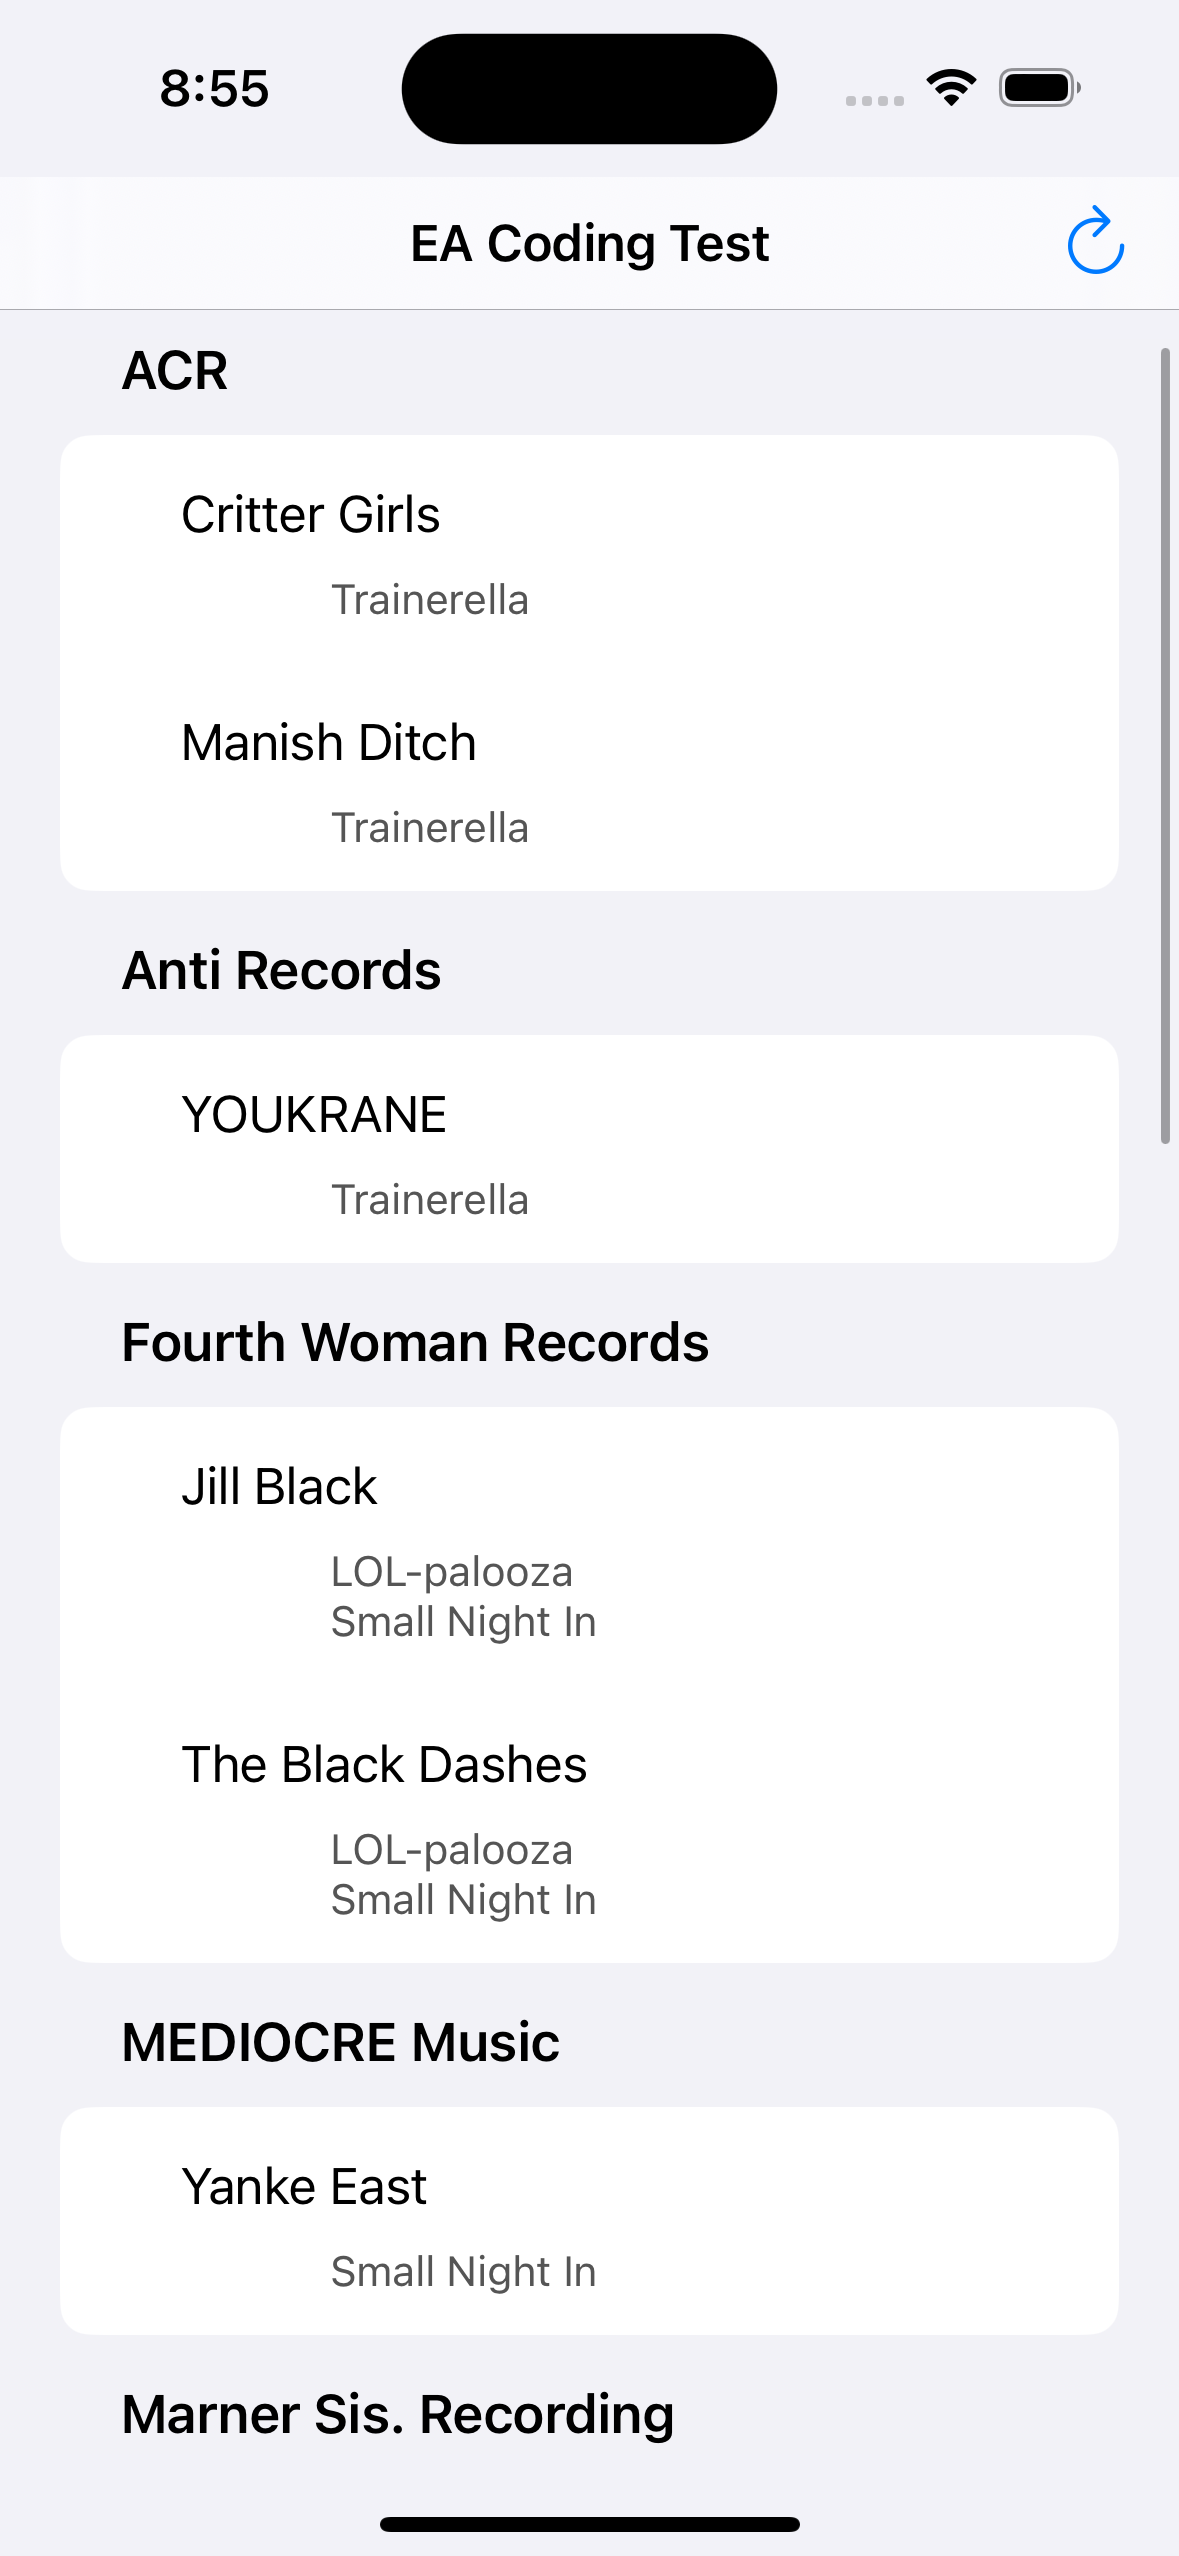 8:55
EA Coding Test
ACR
Critter Girls
Trainerella
Manish Ditch
Trainerella
Anti Records
YOUKRANE
Trainerella
Fourth Woman Records
Jill Black
LOL-palooza
Small Night In
The Black Dashes
LOL-palooza
Small Night In
MEDIOCRE Music
Yanke East
Small Night In
Marner Sis. Recording